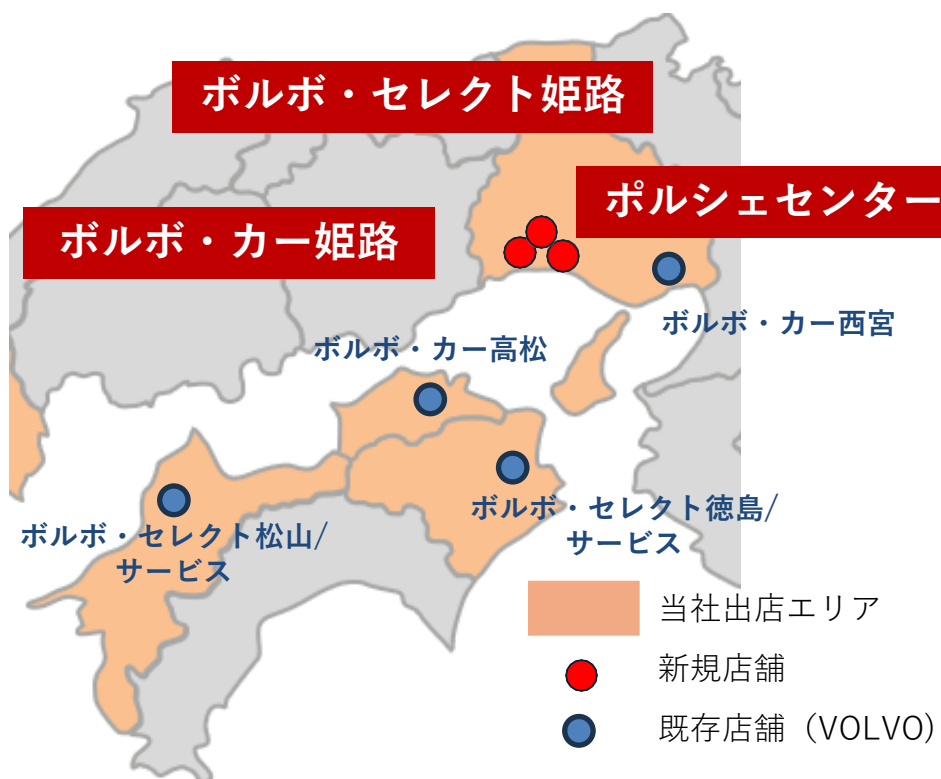 ボルボ・セレクト姫路
ポルシェセンター
ボルボ・カー姫路
ボルボ・カー西宮
ボルボ・カー高松
ボルボ・セレクト徳島/
サービス
ボルボ・セレクト松山/
サービス
当社出店エリア
新規店舗
既存店舗（VOLVO）